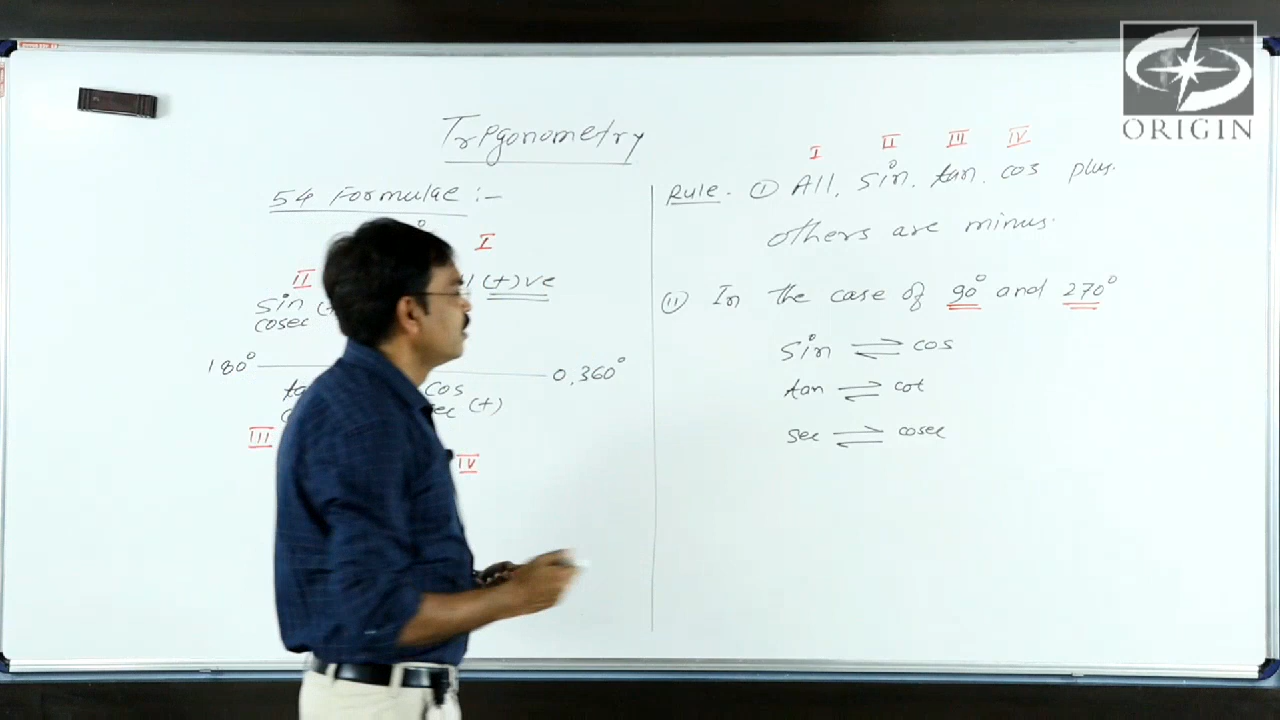 ORIGIN
Trigonometry
54 Formulae :-
I
II
(+)ve
sin
cosec
180°
0,360°
cos
(+)
III
IV
I II III IV
Rule. (I) All, sin, tan, cos plus.
others are minus.
(II) In the case of 90° and 270°
sin ⇌ cos
tan ⇌ cot
sec ⇌ cosec